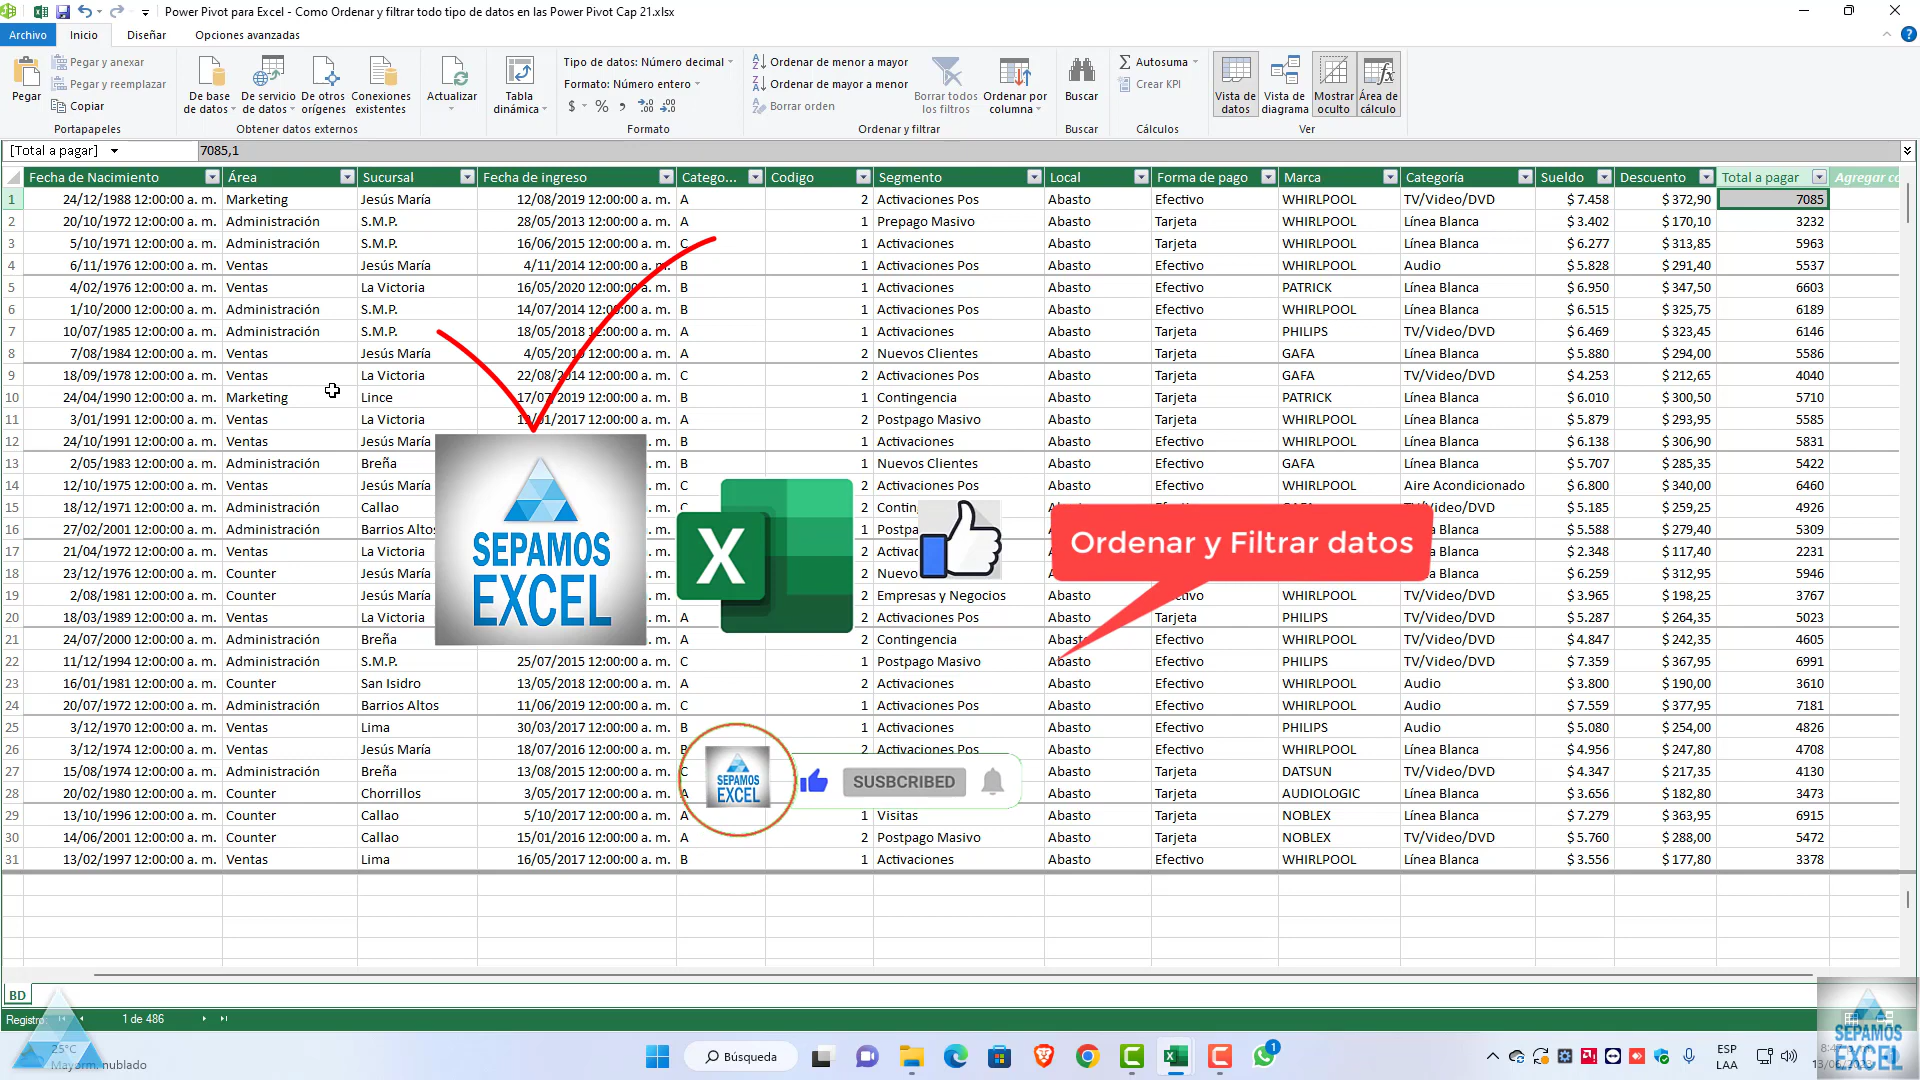 Power Pivot para Excel - Como Ordenar y filtrar todo tipo de datos en las Power Pivot Cap 21.xlsx
Archivo Inicio Diseñar Opciones avanzadas
Pegar
Pegar y anexar
Pegar y reemplazar
Copiar
Portapapeles
De base de datos
De servicio de datos
De otros orígenes
Conexiones existentes
Obtener datos externos
Actualizar
Tabla dinámica
Tipo de datos: Número decimal
Formato: Número entero
$ % ,
Formato
Ordenar de menor a mayor
Ordenar de mayor a menor
Borrar orden
Borrar todos los filtros
Ordenar por columna
Ordenar y filtrar
Buscar
Buscar
Autosuma
Crear KPI
Cálculos
Vista de datos
Vista de diagrama
Mostrar oculto
Área de cálculo
Ver
[Total a pagar] 7085,1
Fecha de Nacimiento Área Sucursal Fecha de ingreso Catego... Codigo Segmento Local Forma de pago Marca Categoría Sueldo Descuento Total a pagar Agregar co
1 24/12/1988 12:00:00 a. m. Marketing Jesús María 12/08/2019 12:00:00 a. m. A 2 Activaciones Pos Abasto Efectivo WHIRLPOOL TV/Video/DVD $ 7.458 $ 372,90 7085
2 20/10/1972 12:00:00 a. m. Administración S.M.P. 28/05/2013 12:00:00 a. m. A 1 Prepago Masivo Abasto Tarjeta WHIRLPOOL Línea Blanca $ 3.402 $ 170,10 3232
3 5/10/1971 12:00:00 a. m. Administración S.M.P. 16/06/2015 12:00:00 a. m. C 1 Activaciones Abasto Tarjeta WHIRLPOOL Línea Blanca $ 6.277 $ 313,85 5963
4 6/11/1976 12:00:00 a. m. Ventas Jesús María 4/11/2014 12:00:00 a. m. B 1 Activaciones Pos Abasto Efectivo WHIRLPOOL Audio $ 5.828 $ 291,40 5537
5 4/02/1976 12:00:00 a. m. Ventas La Victoria 16/05/2020 12:00:00 a. m. B 1 Activaciones Abasto Efectivo PATRICK Línea Blanca $ 6.950 $ 347,50 6603
6 1/10/2000 12:00:00 a. m. Administración S.M.P. 14/07/2014 12:00:00 a. m. B 1 Activaciones Pos Abasto Efectivo WHIRLPOOL Línea Blanca $ 6.515 $ 325,75 6189
7 10/07/1985 12:00:00 a. m. Administración S.M.P. 18/05/2018 12:00:00 a. m. A 1 Activaciones Abasto Tarjeta PHILIPS TV/Video/DVD $ 6.469 $ 323,45 6146
8 7/08/1984 12:00:00 a. m. Ventas Jesús María 12:00:00 a. m. A 2 Nuevos Clientes Abasto Tarjeta GAFA Línea Blanca $ 5.880 $ 294,00 5586
9 18/09/1978 12:00:00 a. m. Ventas La Victoria 22/08/2014 12:00:00 a. m. C 2 Activaciones Pos Abasto Tarjeta GAFA TV/Video/DVD $ 4.253 $ 212,65 4040
10 24/04/1990 12:00:00 a. m. Marketing Lince 12:00:00 a. m. B 1 Contingencia Abasto Tarjeta PATRICK Línea Blanca $ 6.010 $ 300,50 5710
11 3/01/1991 12:00:00 a. m. Ventas La Victoria 12:00:00 a. m. A 2 Postpago Masivo Abasto Tarjeta WHIRLPOOL Línea Blanca $ 5.879 $ 293,95 5585
12 24/10/1991 12:00:00 a. m. Ventas Jesús María . m. B 1 Activaciones Abasto Efectivo WHIRLPOOL Línea Blanca $ 6.138 $ 306,90 5831
13 2/05/1983 12:00:00 a. m. Administración Breña . m. B 1 Nuevos Clientes Abasto Efectivo GAFA Línea Blanca $ 5.707 $ 285,35 5422
14 12/10/1975 12:00:00 a. m. Ventas Jesús María . m. C 2 Activaciones Pos Abasto Efectivo WHIRLPOOL Aire Acondicionado $ 6.800 $ 340,00 6460
15 18/12/1971 12:00:00 a. m. Administración Callao 2 $ 5.185 $ 259,25 4926
16 27/02/2001 12:00:00 a. m. Administración Barrios Altos 1 Blanca $ 5.588 $ 279,40 5309
17 21/04/1972 12:00:00 a. m. Ventas La Victoria 2 Blanca $ 2.348 $ 117,40 2231
18 23/12/1976 12:00:00 a. m. Counter Jesús María 2 Blanca $ 6.259 $ 312,95 5946
19 2/08/1981 12:00:00 a. m. Counter Jesús María 2 Empresas y Negocios Abasto WHIRLPOOL TV/Video/DVD $ 3.965 $ 198,25 3767
20 18/03/1989 12:00:00 a. m. Ventas La Victoria A 2 Activaciones Pos Abasto Tarjeta PHILIPS TV/Video/DVD $ 5.287 $ 264,35 5023
21 24/07/2000 12:00:00 a. m. Administración Breña A 2 Contingencia Abasto Efectivo WHIRLPOOL TV/Video/DVD $ 4.847 $ 242,35 4605
22 11/12/1994 12:00:00 a. m. Administración S.M.P. 25/07/2015 12:00:00 a. m. C 1 Postpago Masivo Abasto Efectivo PHILIPS TV/Video/DVD $ 7.359 $ 367,95 6991
23 16/01/1981 12:00:00 a. m. Counter San Isidro 13/05/2018 12:00:00 a. m. A 2 Activaciones Abasto Efectivo WHIRLPOOL Audio $ 3.800 $ 190,00 3610
24 20/07/1972 12:00:00 a. m. Administración Barrios Altos 11/06/2019 12:00:00 a. m. C 1 Activaciones Pos Abasto Efectivo WHIRLPOOL Audio $ 7.559 $ 377,95 7181
25 3/12/1970 12:00:00 a. m. Ventas Lima 30/03/2017 12:00:00 a. m. B 1 Activaciones Abasto Efectivo PHILIPS Audio $ 5.080 $ 254,00 4826
26 3/12/1974 12:00:00 a. m. Ventas Jesús María 18/07/2016 12:00:00 a. m. B 2 Activaciones Pos Abasto Efectivo WHIRLPOOL Línea Blanca $ 4.956 $ 247,80 4708
27 15/08/1974 12:00:00 a. m. Administración Breña 13/08/2015 12:00:00 a. m. C Abasto Tarjeta DATSUN TV/Video/DVD $ 4.347 $ 217,35 4130
28 20/02/1980 12:00:00 a. m. Counter Chorrillos 3/05/2017 12:00:00 a. m. A Abasto Tarjeta AUDIOLOGIC TV/Video/DVD $ 3.656 $ 182,80 3473
29 13/10/1996 12:00:00 a. m. Counter Callao 5/10/2017 12:00:00 a. m. A 1 Visitas Abasto Tarjeta NOBLEX TV/Video/DVD $ 7.279 $ 363,95 6915
30 14/06/2001 12:00:00 a. m. Counter Callao 15/01/2016 12:00:00 a. m. A 2 Postpago Masivo Abasto Tarjeta NOBLEX TV/Video/DVD $ 5.760 $ 288,00 5472
31 13/02/1997 12:00:00 a. m. Ventas Lima 16/05/2017 12:00:00 a. m. B 1 Activaciones Abasto Efectivo WHIRLPOOL Línea Blanca $ 3.556 $ 177,80 3378
SEPAMOS
EXCEL
X
Ordenar y Filtrar datos
SEPAMOS
EXCEL
SUSBCRIBED
BD
Registro: 1 de 486
25°C
Mayorm. nublado
Búsqueda
1
ESP
LAA
SEPAMOS
EXCEL